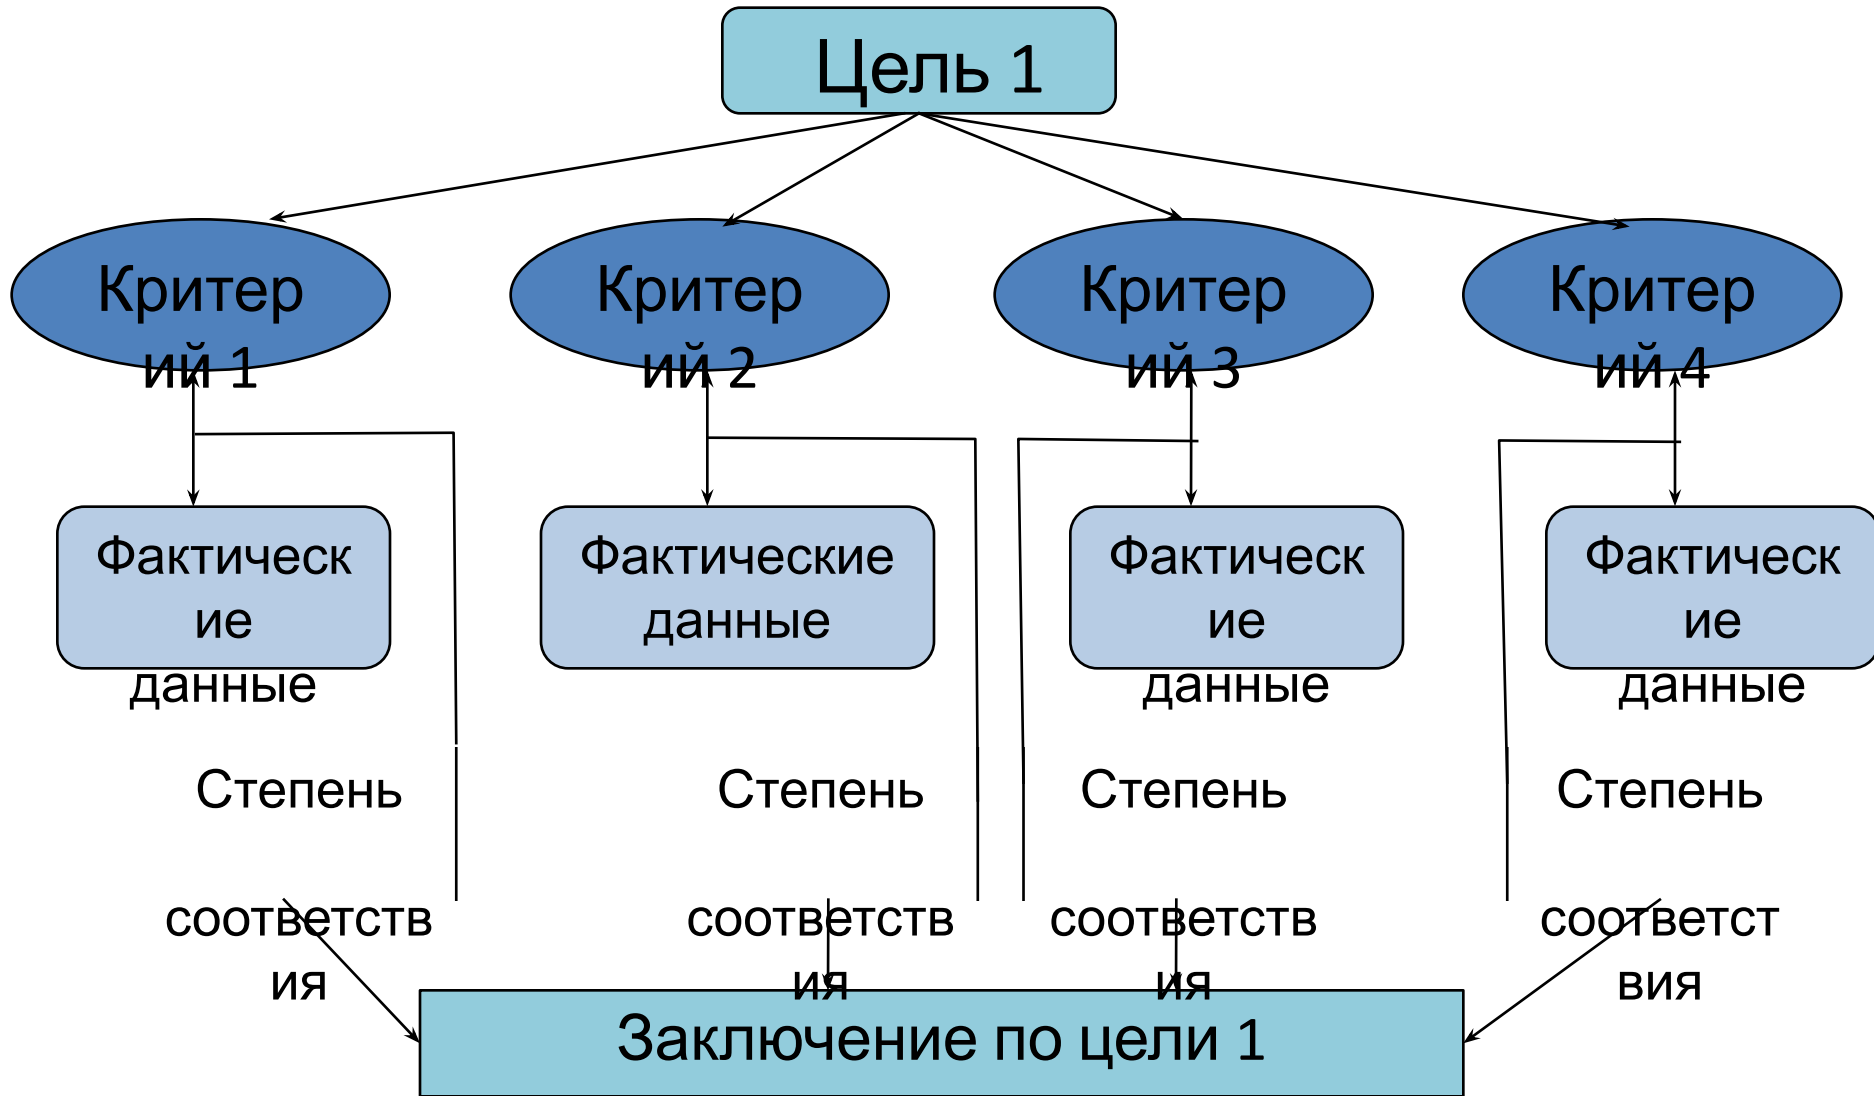 Цель 1
Критер
ий 1
Критер
ий 2
Критер
ий 3
Критер
ий 4
Фактическ
ие
данные
Фактические
данные
Фактическ
ие
данные
Фактическ
ие
данные
Степень
соответств
ия
Степень
соответств
ия
Степень
соответств
ия
Степень
соответст
вия
Заключение по цели 1